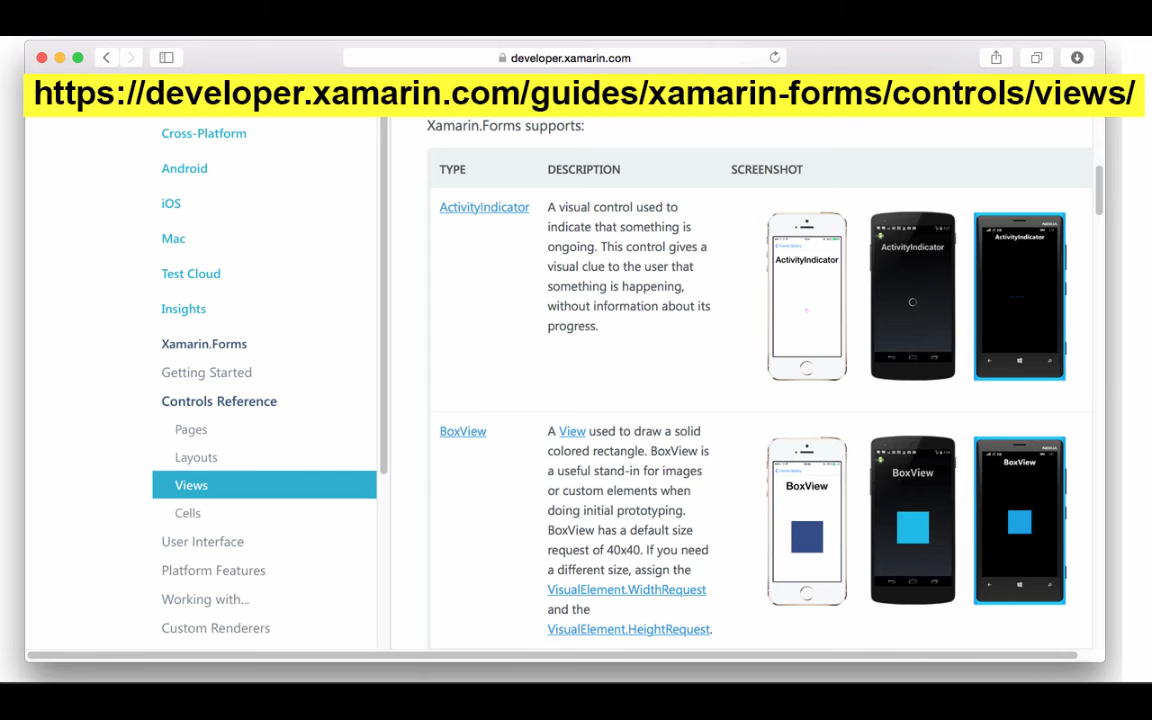 developer.xamarin.com
https://developer.xamarin.com/guides/xamarin-forms/controls/views/
Cross-Platform
Android
iOS
Mac
Test Cloud
Insights
Xamarin.Forms
Getting Started
Controls Reference
Pages
Layouts
Views
Cells
User Interface
Platform Features
Working with...
Custom Renderers
Xamarin.Forms supports:
TYPE
DESCRIPTION
SCREENSHOT
ActivityIndicator
A visual control used to
indicate that something is
ongoing. This control gives a
visual clue to the user that
something is happening,
without information about its
progress.
ActivityIndicator
ActivityIndicator
NOKIA
ActivityIndicator
BoxView
A View used to draw a solid
colored rectangle. BoxView is
a useful stand-in for images
or custom elements when
doing initial prototyping.
BoxView has a default size
request of 40x40. If you need
a different size, assign the
VisualElement.WidthRequest
and the
VisualElement.HeightRequest.
BoxView
BoxView
NOKIA
BoxView